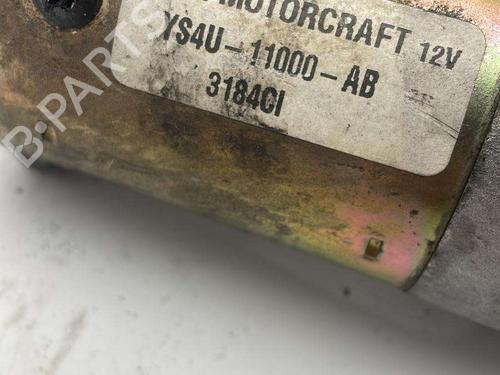 MOTORCRAFT 12V
YS4U-11000-AB
3184CI
B-PARTS